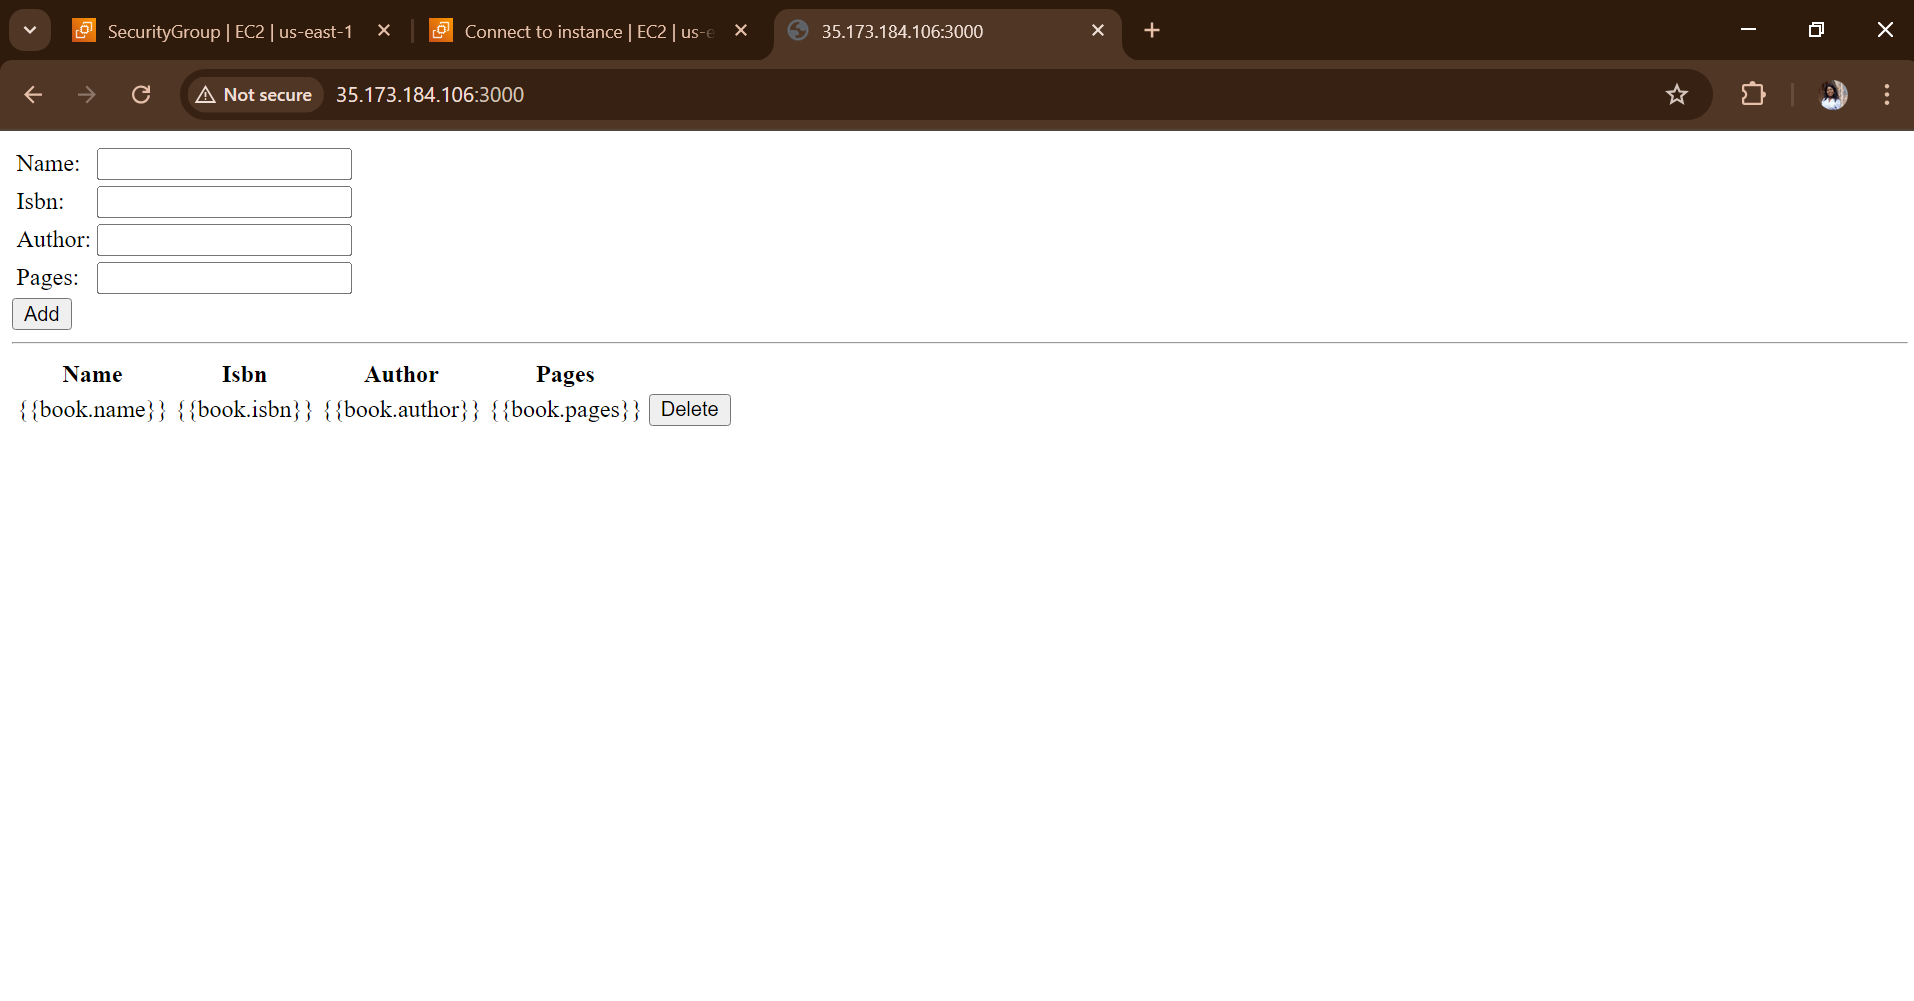 SecurityGroup | EC2 | us-east-1
Connect to instance | EC2 | us-e
35.173.184.106:3000
Not secure
35.173.184.106:3000
Name:
Isbn:
Author:
Pages:
Add
Name Isbn Author Pages
{{book.name}} {{book.isbn}} {{book.author}} {{book.pages}} Delete